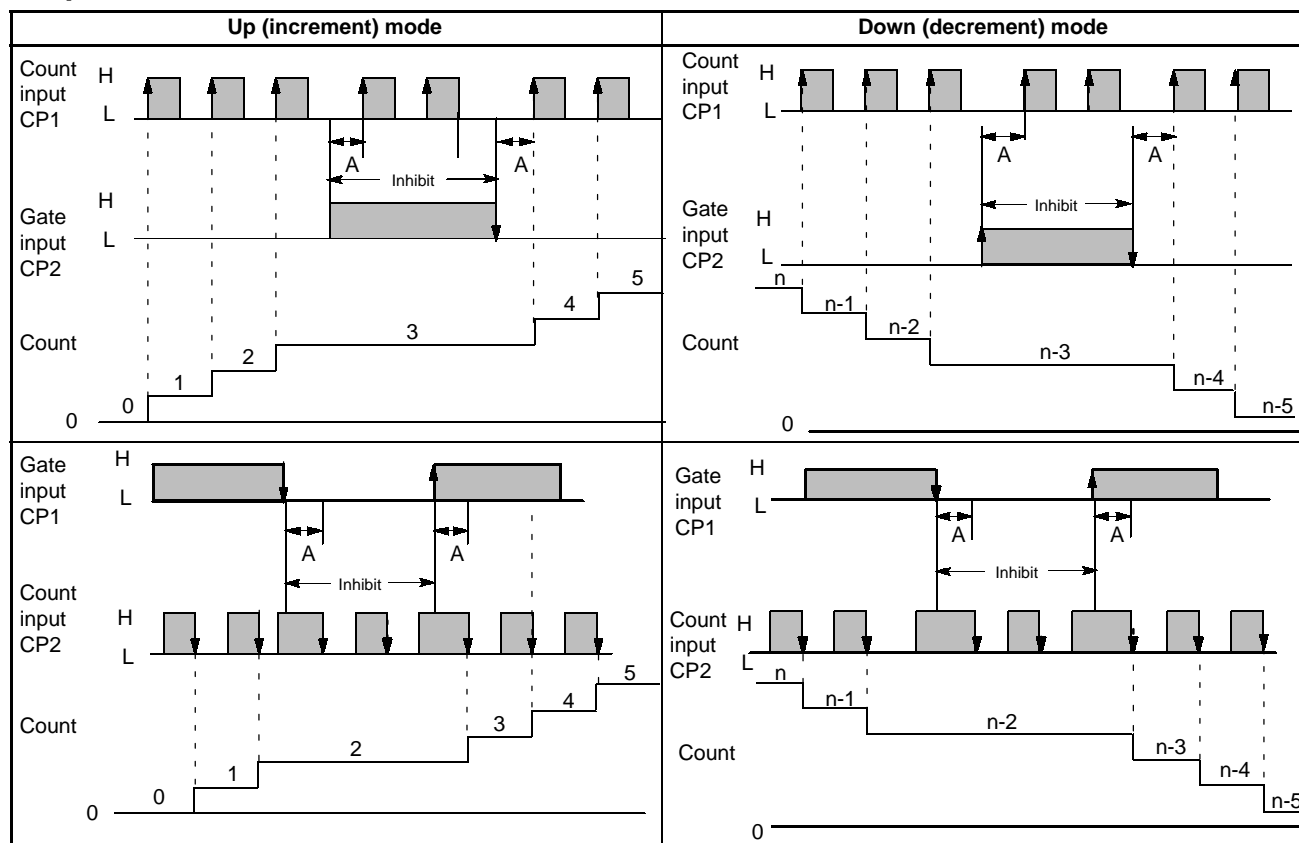 Up (increment) mode
Down (decrement) mode
Count
input
CP1
H
L
A
A
Inhibit
Gate
input
CP2
H
L
Count
0
0
1
2
3
4
5
Count
input
CP1
H
L
A
A
Inhibit
Gate
input
CP2
H
L
Count
n
n-1
n-2
n-3
n-4
n-5
0
Gate
input
CP1
H
L
A
A
Inhibit
Count
input
CP2
H
L
Count
0
0
1
2
3
4
5
Gate
input
CP1
H
L
A
A
Inhibit
Count
input
CP2
H
L
Count
n
n-1
n-2
n-3
n-4
n-5
0